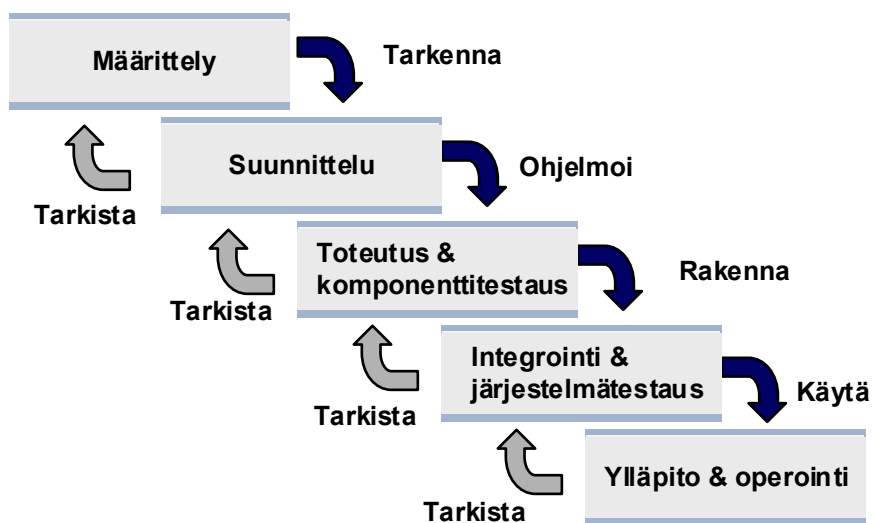 Määrittely
Tarkenna
Suunnittelu
Ohjelmoi
Tarkista
Toteutus &
komponenttitestaus
Rakenna
Tarkista
Integrointi &
järjestelmätestaus
Käytä
Tarkista
Ylläpito & operointi
Tarkista